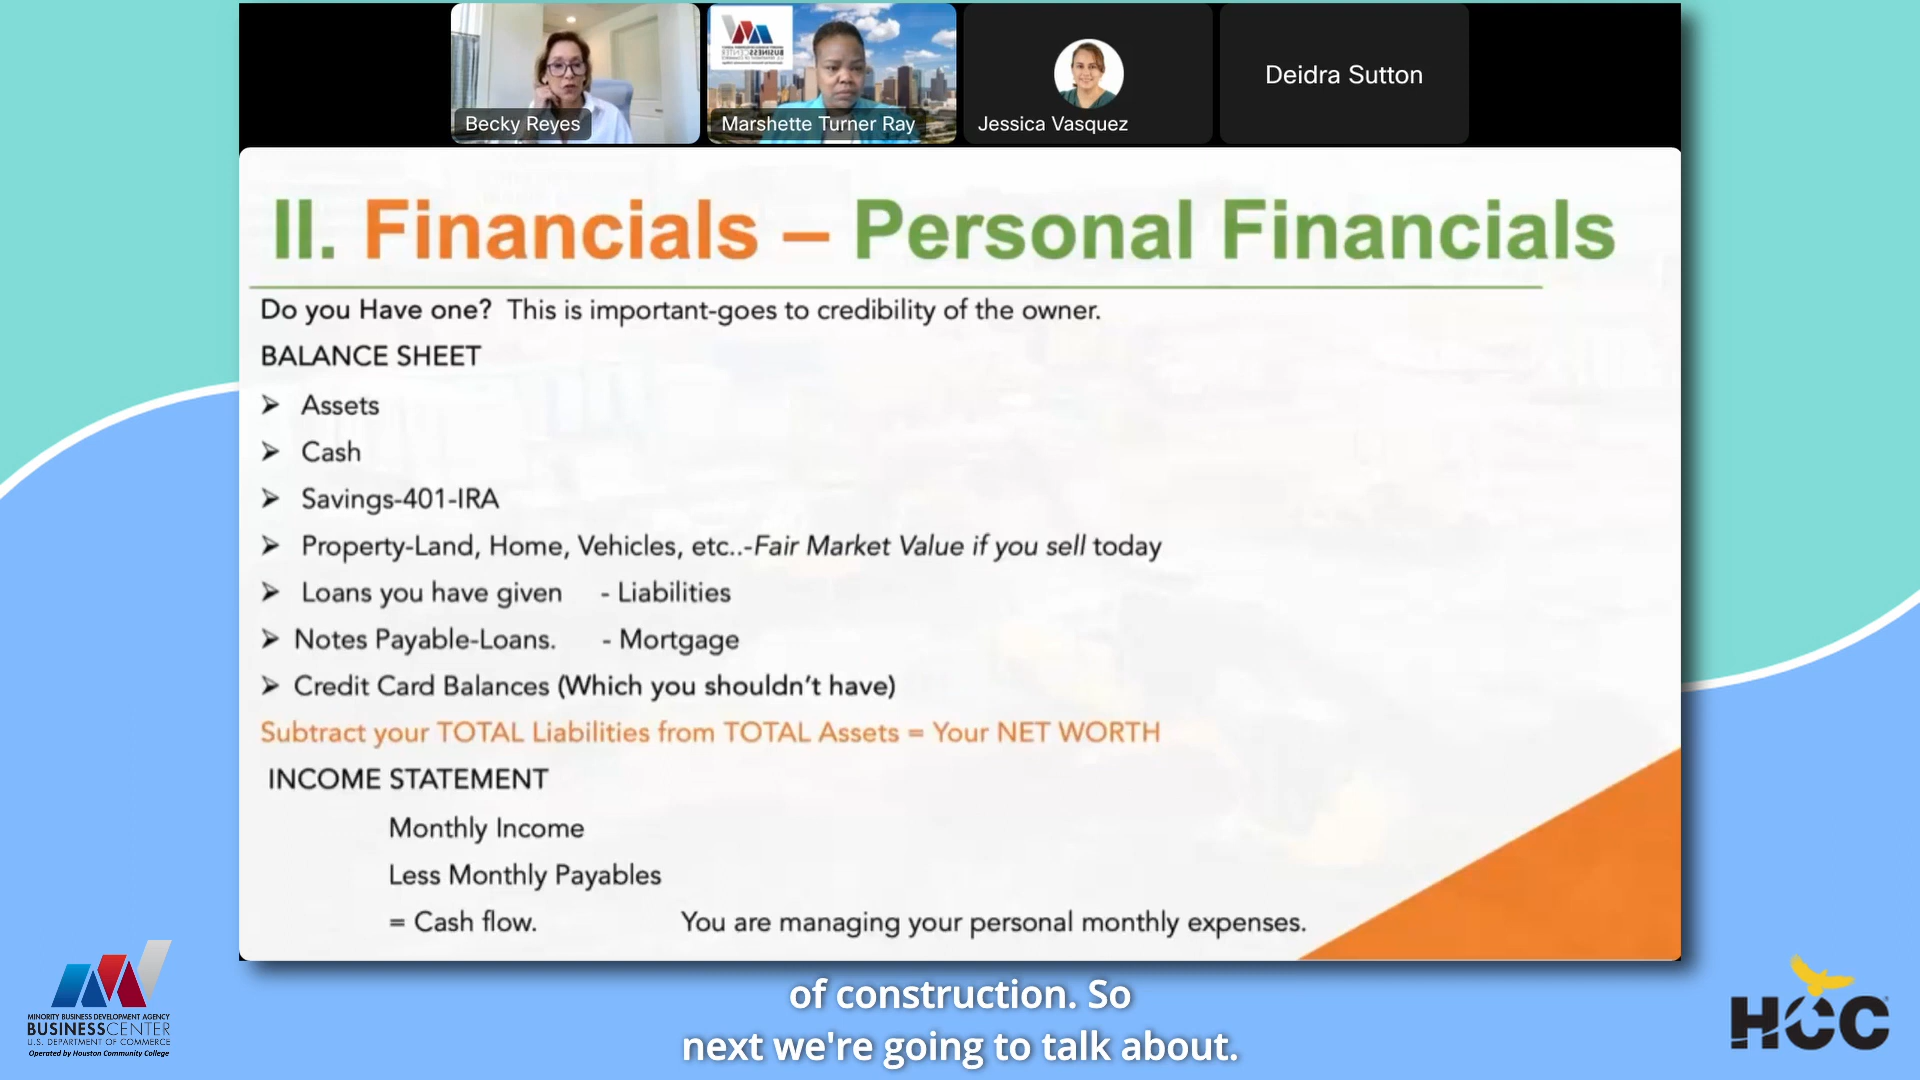 Becky Reyes
Marshette Turner Ray
Jessica Vasquez
Deidra Sutton
II. Financials – Personal Financials
Do you Have one? This is important-goes to credibility of the owner.
BALANCE SHEET
➢ Assets
➢ Cash
➢ Savings-401-IRA
➢ Property-Land, Home, Vehicles, etc..-Fair Market Value if you sell today
➢ Loans you have given - Liabilities
➢ Notes Payable-Loans. - Mortgage
➢ Credit Card Balances (Which you shouldn't have)
Subtract your TOTAL Liabilities from TOTAL Assets = Your NET WORTH
INCOME STATEMENT
Monthly Income
Less Monthly Payables
= Cash flow. You are managing your personal monthly expenses.
of construction. So
next we're going to talk about.
MINORITY BUSINESS DEVELOPMENT AGENCY
BUSINESSCENTER
U.S. DEPARTMENT OF COMMERCE
Operated by Houston Community College
HCC